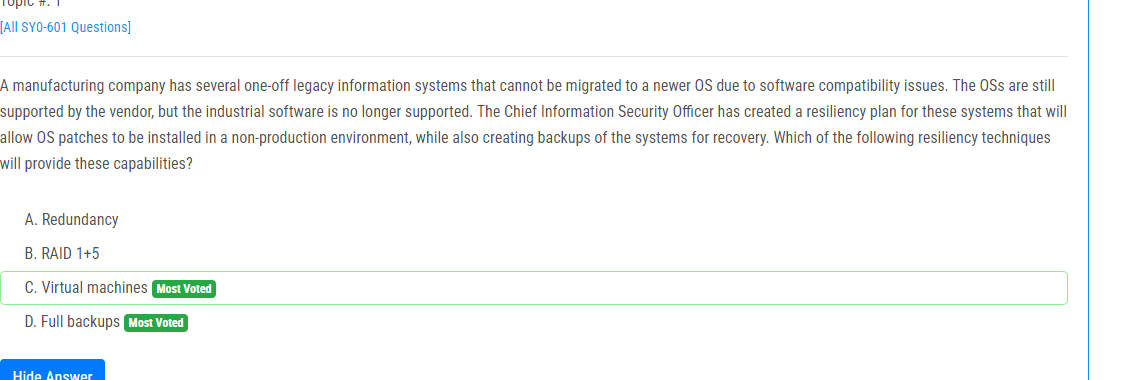 Topic #: 1
[All SY0-601 Questions]
A manufacturing company has several one-off legacy information systems that cannot be migrated to a newer OS due to software compatibility issues. The OSs are still
supported by the vendor, but the industrial software is no longer supported. The Chief Information Security Officer has created a resiliency plan for these systems that will
allow OS patches to be installed in a non-production environment, while also creating backups of the systems for recovery. Which of the following resiliency techniques
will provide these capabilities?
A. Redundancy
B. RAID 1+5
C. Virtual machines Most Voted
D. Full backups Most Voted
Hide Answer